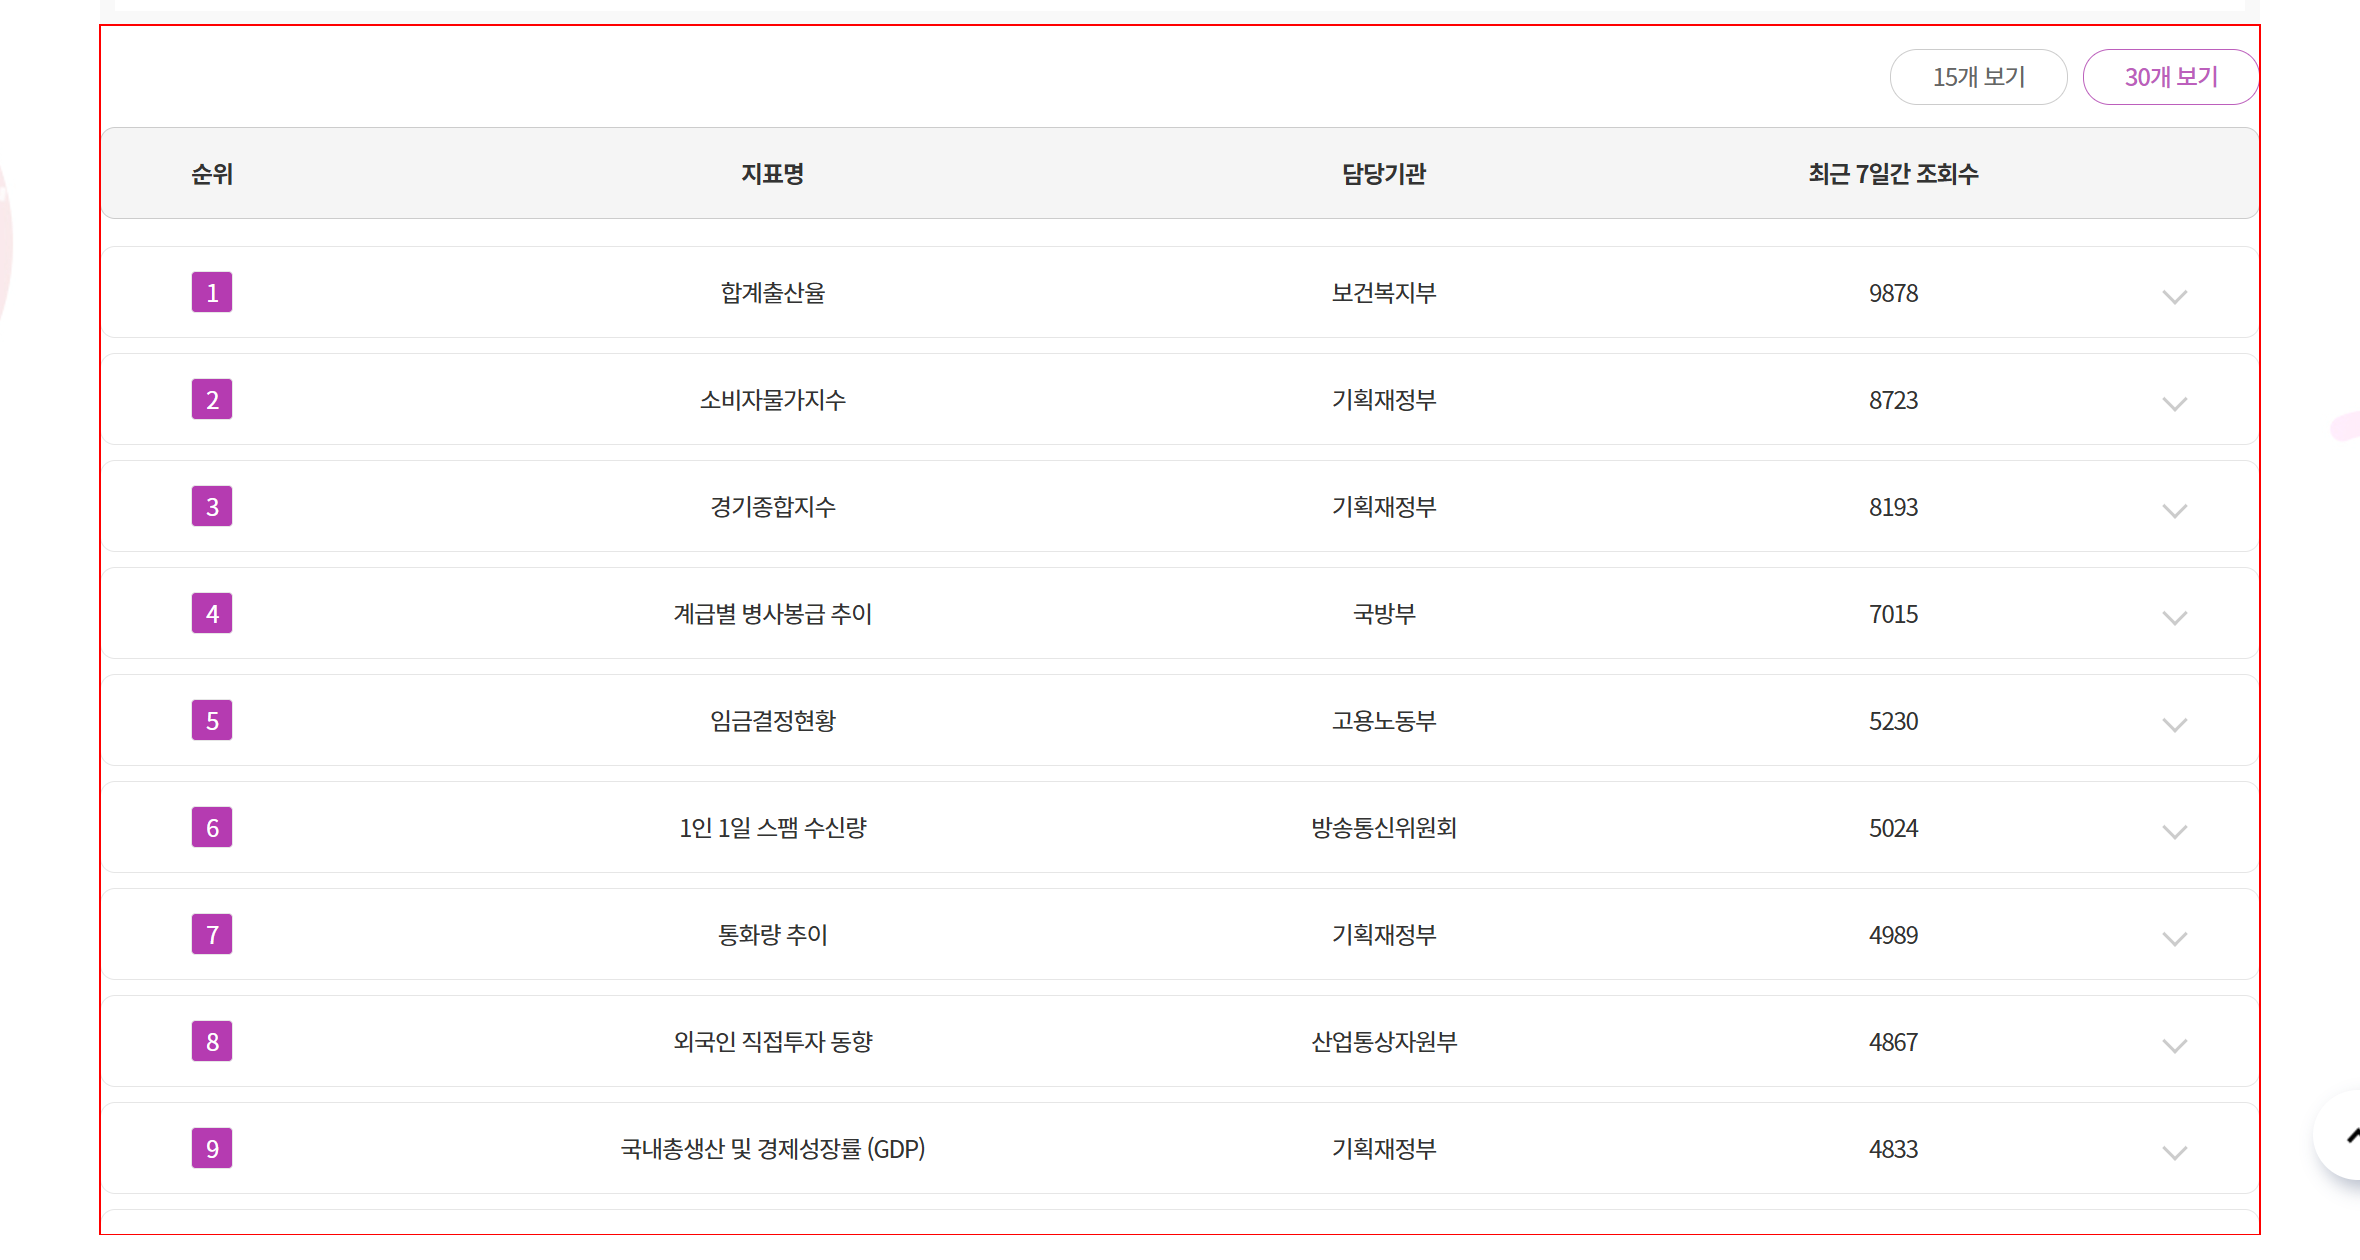 15개 보기 30개 보기
순위 지표명 담당기관 최근 7일간 조회수
1 합계출산율 보건복지부 9878
2 소비자물가지수 기획재정부 8723
3 경기종합지수 기획재정부 8193
4 계급별 병사봉급 추이 국방부 7015
5 임금결정현황 고용노동부 5230
6 1인 1일 스팸 수신량 방송통신위원회 5024
7 통화량 추이 기획재정부 4989
8 외국인 직접투자 동향 산업통상자원부 4867
9 국내총생산 및 경제성장률 (GDP) 기획재정부 4833